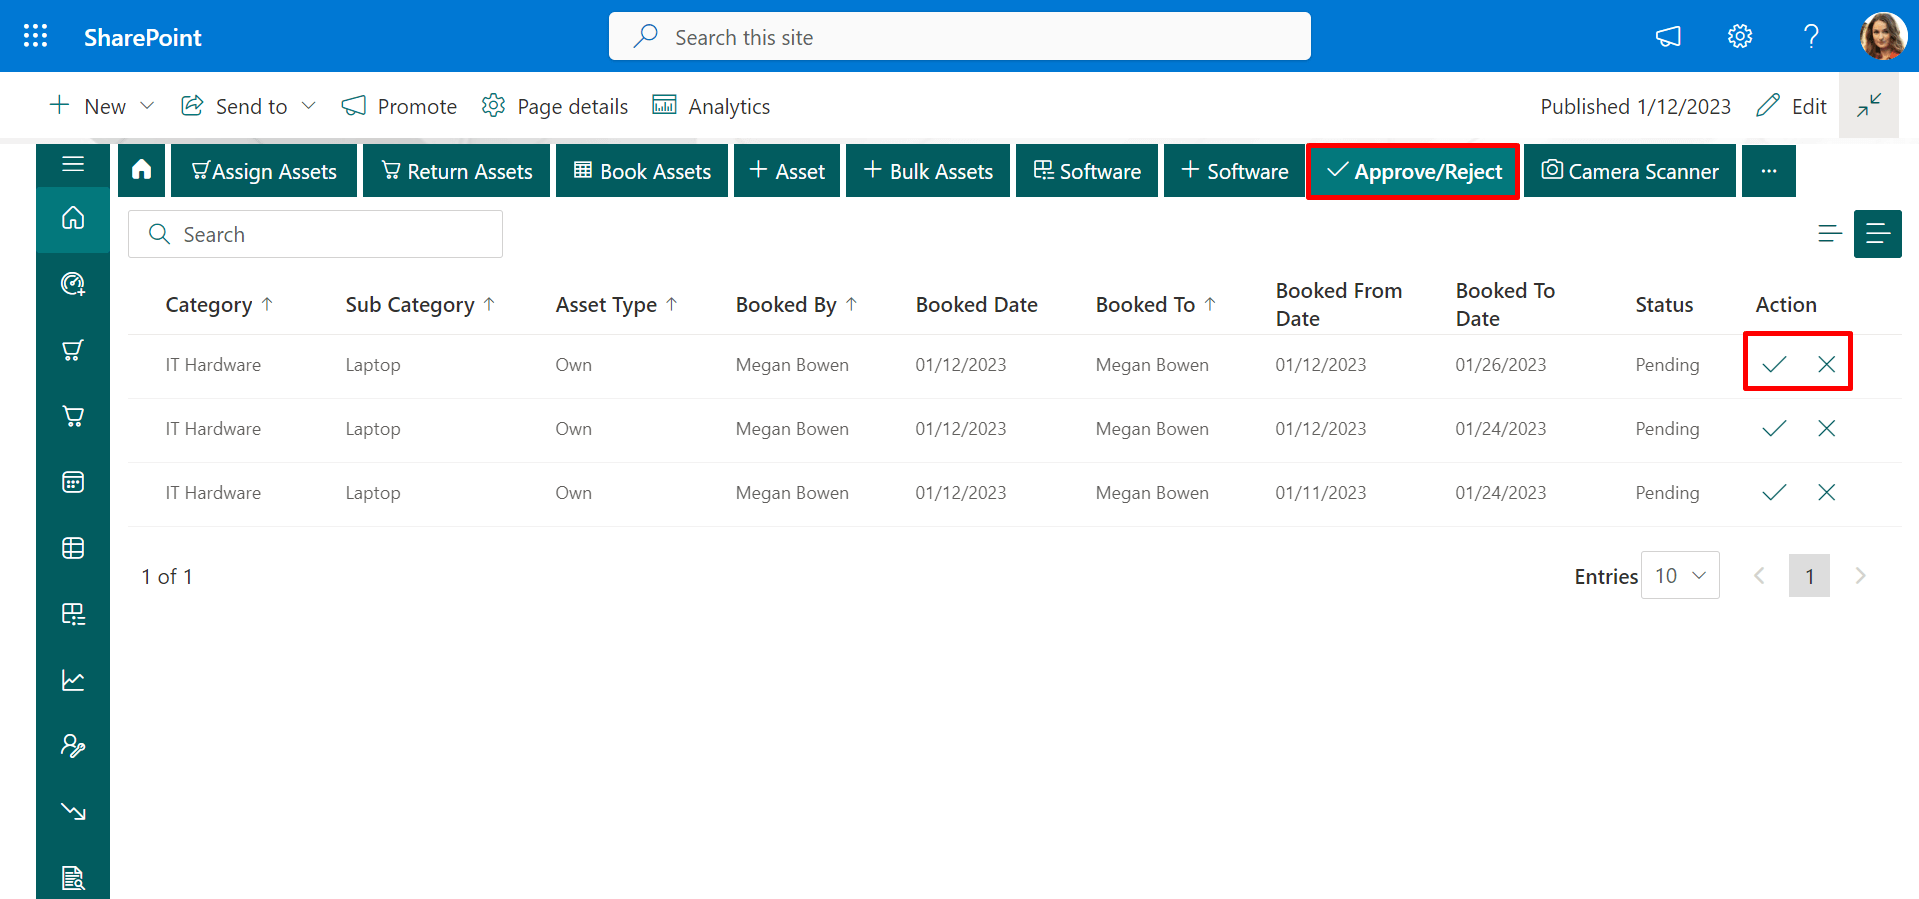 SharePoint
Search this site
New
Send to
Promote
Page details
Analytics
Published 1/12/2023
Edit
Assign Assets
Return Assets
Book Assets
Asset
Bulk Assets
Software
Software
Approve/Reject
Camera Scanner
...
Search
Category Sub Category Asset Type Booked By Booked Date Booked To Booked From Date Booked To Date Status Action
IT Hardware Laptop Own Megan Bowen 01/12/2023 Megan Bowen 01/12/2023 01/26/2023 Pending
IT Hardware Laptop Own Megan Bowen 01/12/2023 Megan Bowen 01/12/2023 01/24/2023 Pending
IT Hardware Laptop Own Megan Bowen 01/12/2023 Megan Bowen 01/11/2023 01/24/2023 Pending
1 of 1
Entries 10
1